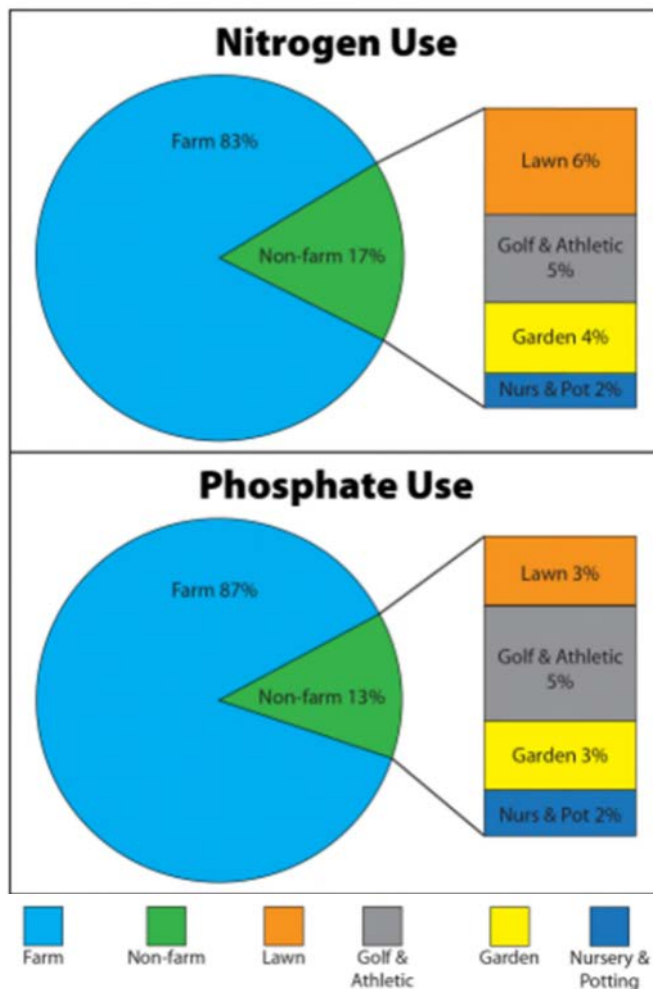 Nitrogen Use
Farm 83%
Non-farm 17%
Lawn 6%
Golf & Athletic
5%
Garden 4%
Nurs & Pot 2%
Phosphate Use
Farm 87%
Non-farm 13%
Lawn 3%
Golf & Athletic
5%
Garden 3%
Nurs & Pot 2%
Farm
Non-farm
Lawn
Golf &
Athletic
Garden
Nursery &
Potting